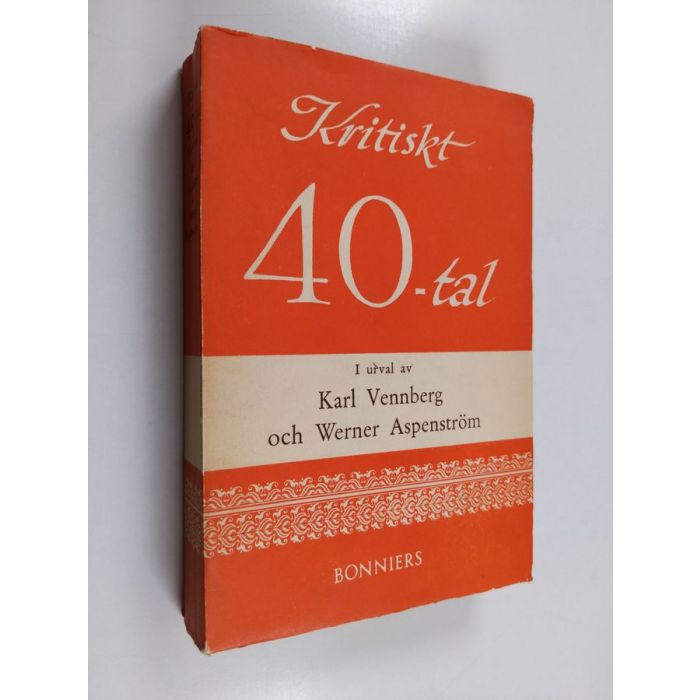 Kritiskt
40-tal
I urval av
Karl Vennberg
och Werner Aspenström
BONNIERS